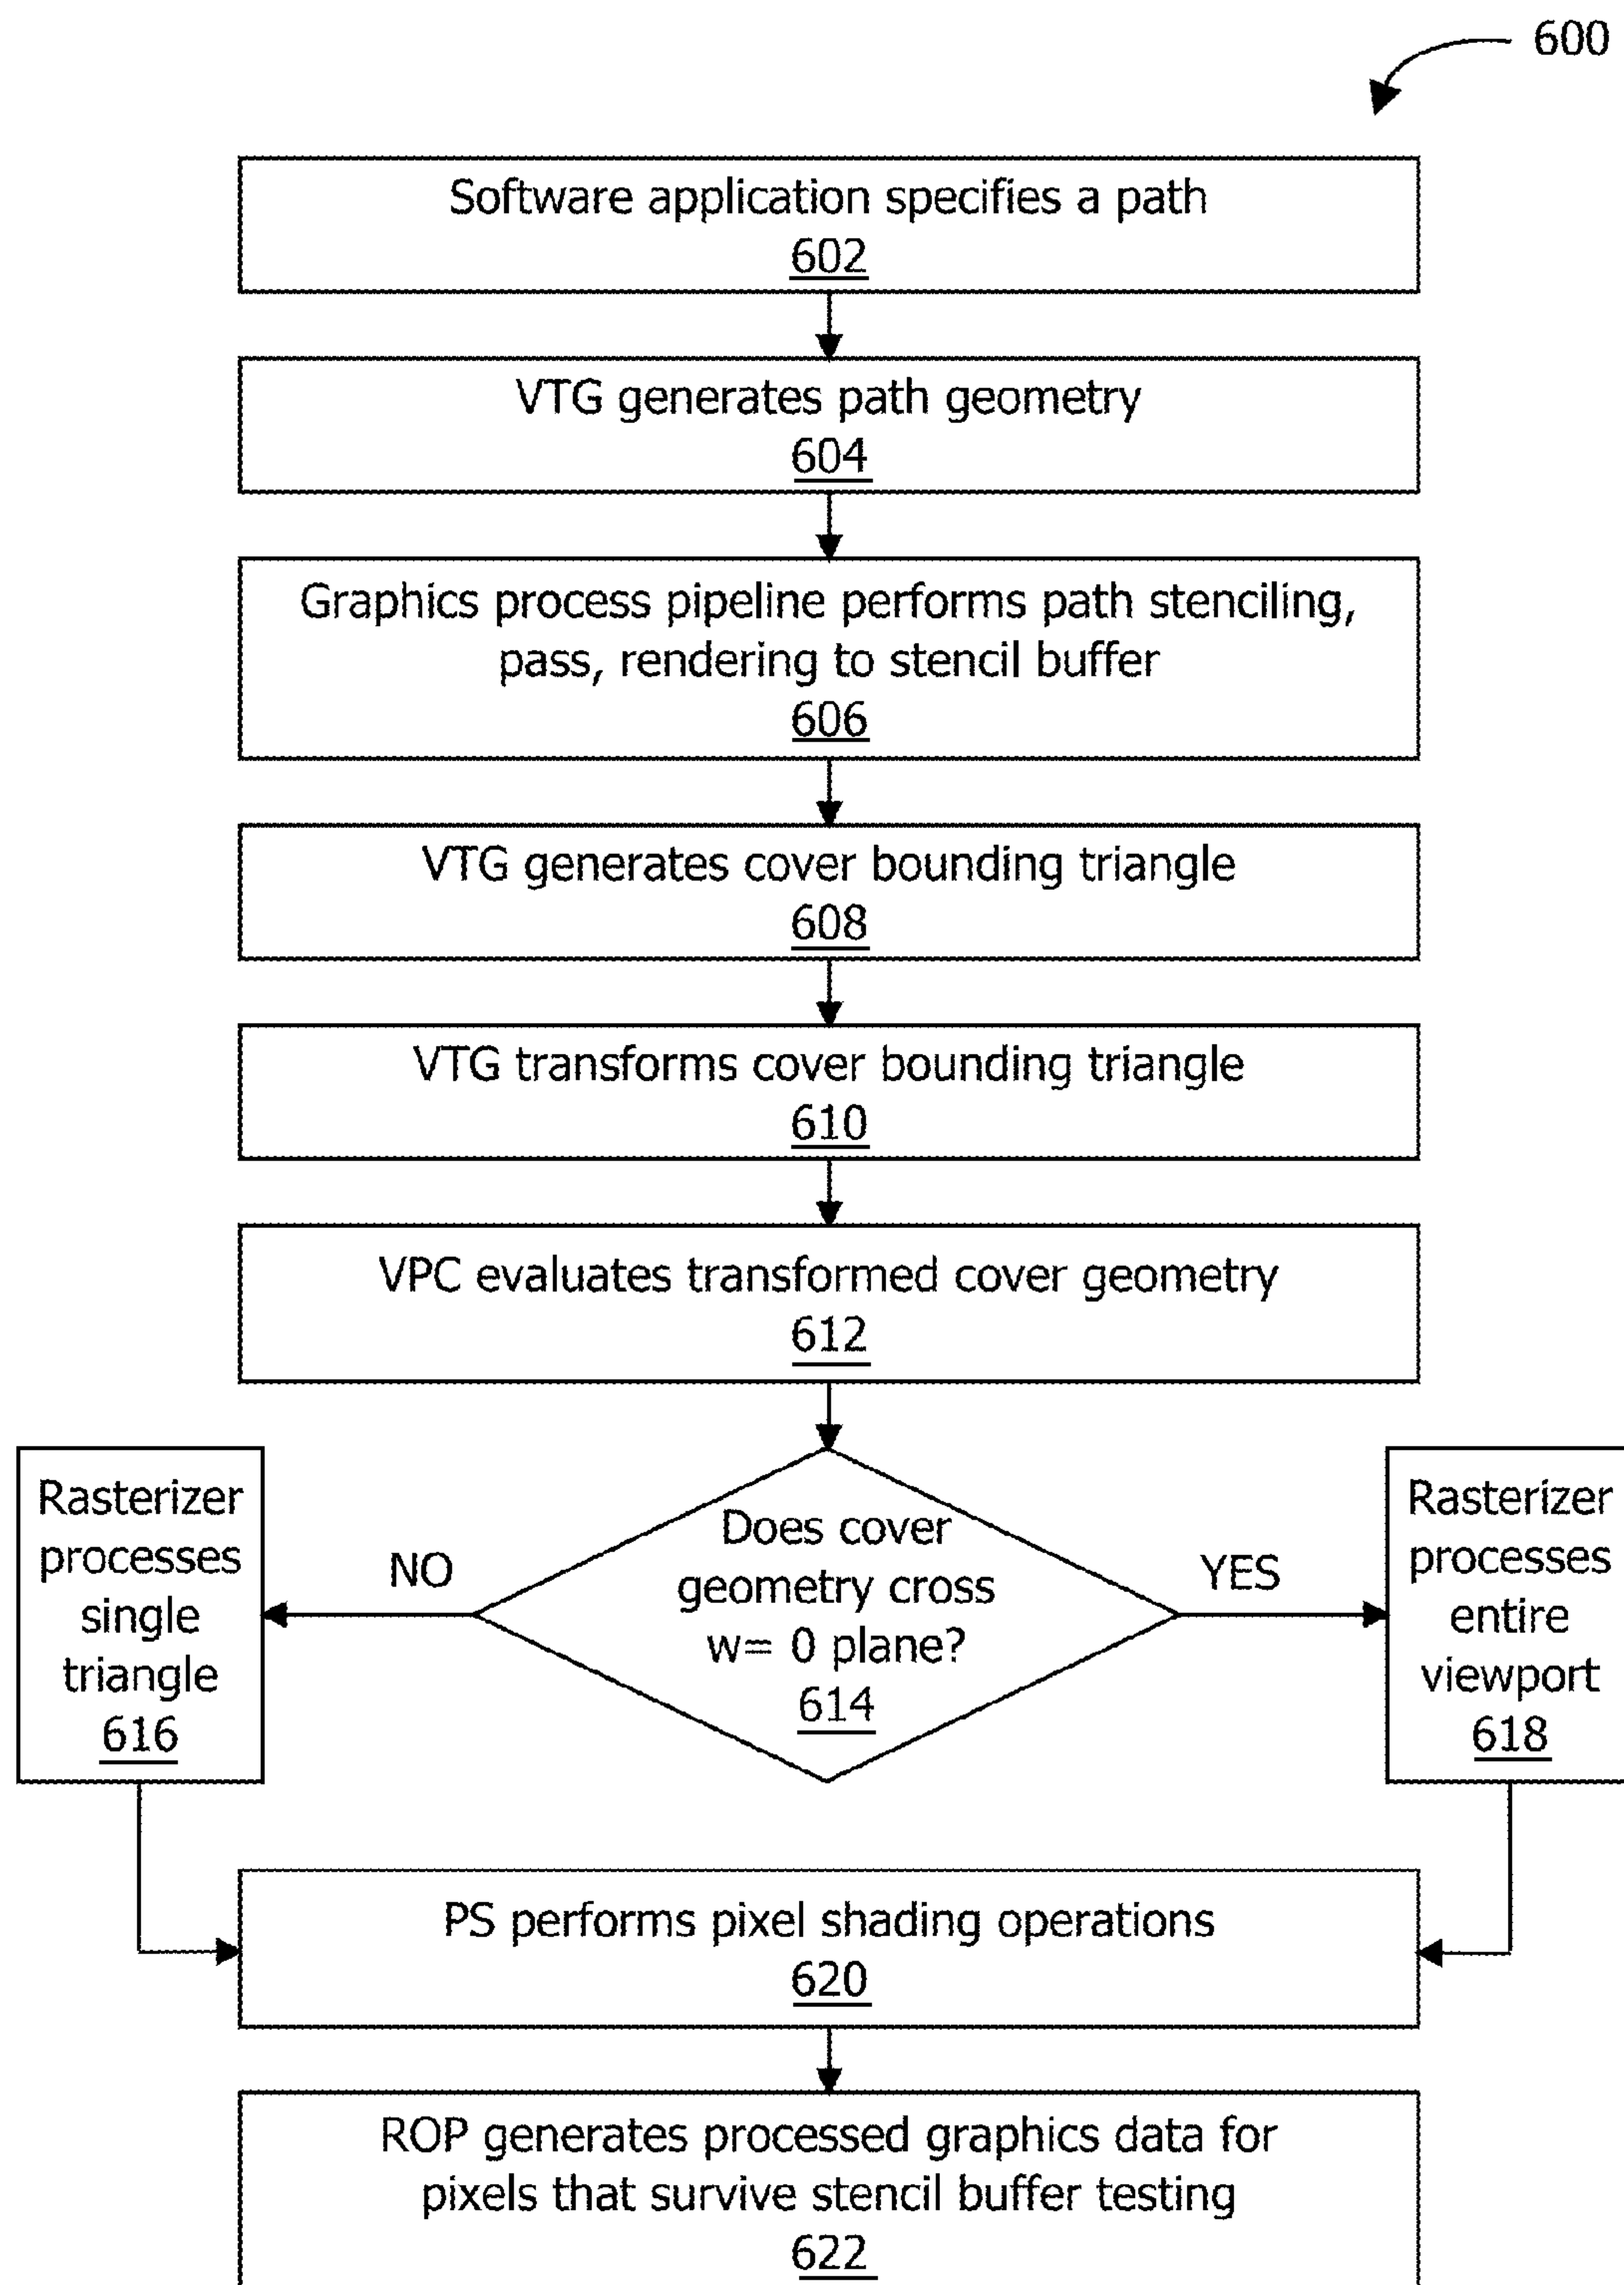 600
Software application specifies a path
602
VTG generates path geometry
604
Graphics process pipeline performs path stenciling,
pass, rendering to stencil buffer
606
VTG generates cover bounding triangle
608
VTG transforms cover bounding triangle
610
VPC evaluates transformed cover geometry
612
Rasterizer
processes
single
triangle
616
NO
Does cover
geometry cross
w= 0 plane?
614
YES
Rasterizer
processes
entire
viewport
618
PS performs pixel shading operations
620
ROP generates processed graphics data for
pixels that survive stencil buffer testing
622